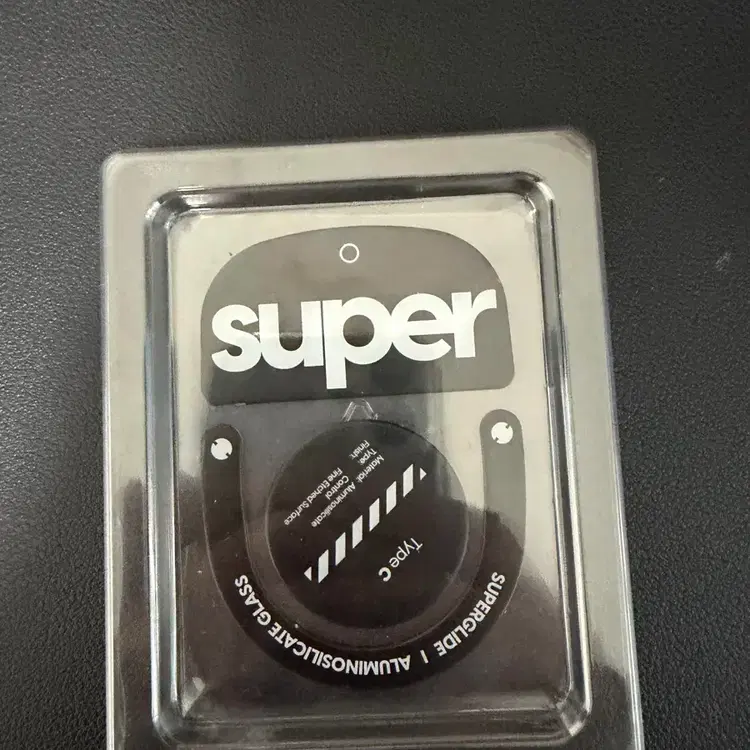 super
Material: Aluminosilicate
Type: Control
Finish: Fine Etched Surface
Type C
SUPERGLIDE | ALUMINOSILICATE GLASS